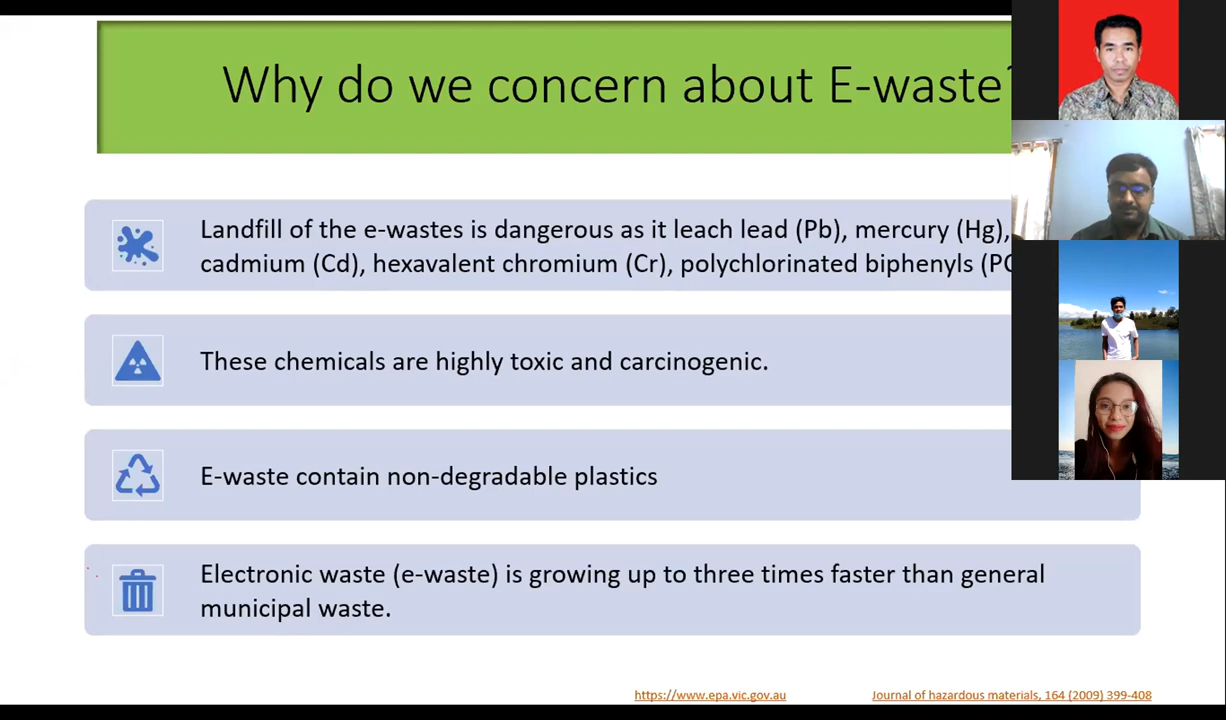 Why do we concern about E-waste?
Landfill of the e-wastes is dangerous as it leach lead (Pb), mercury (Hg),
cadmium (Cd), hexavalent chromium (Cr), polychlorinated biphenyls
These chemicals are highly toxic and carcinogenic.
E-waste contain non-degradable plastics
Electronic waste (e-waste) is growing up to three times faster than general
municipal waste.
https://www.epa.vic.gov.au
Journal of hazardous materials, 164 (2009) 399-408